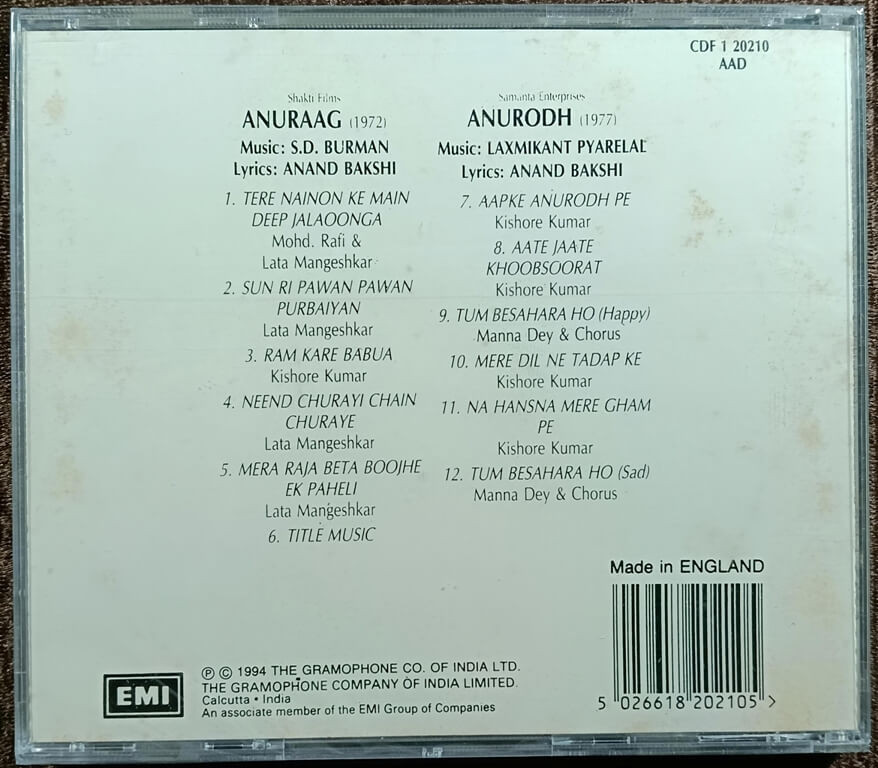 CDF 1 20210
AAD
Shakti Films
ANURAAG (1972)
Music: S.D. BURMAN
Lyrics: ANAND BAKSHI
1. TERE NAINON KE MAIN
DEEP JALAOONGA
Mohd. Rafi &
Lata Mangeshkar
2. SUN RI PAWAN PAWAN
PURBAIYAN
Lata Mangeshkar
3. RAM KARE BABUA
Kishore Kumar
4. NEEND CHURAYI CHAIN
CHURAYE
Lata Mangeshkar
5. MERA RAJA BETA BOOJHE
EK PAHELI
Lata Mangeshkar
6. TITLE MUSIC
Samanta Enterprises
ANURODH (1977)
Music: LAXMIKANT PYARELAL
Lyrics: ANAND BAKSHI
7. AAPKE ANURODH PE
Kishore Kumar
8. AATE JAATE
KHOOBSOORAT
Kishore Kumar
9. TUM BESAHARA HO (Happy)
Manna Dey & Chorus
10. MERE DIL NE TADAP KE
Kishore Kumar
11. NA HANSNA MERE GHAM
PE
Kishore Kumar
12. TUM BESAHARA HO (Sad)
Manna Dey & Chorus
Made in ENGLAND
5 026618 202105 >
EMI
℗ © 1994 THE GRAMOPHONE CO. OF INDIA LTD.
THE GRAMOPHONE COMPANY OF INDIA LIMITED.
Calcutta • India
An associate member of the EMI Group of Companies